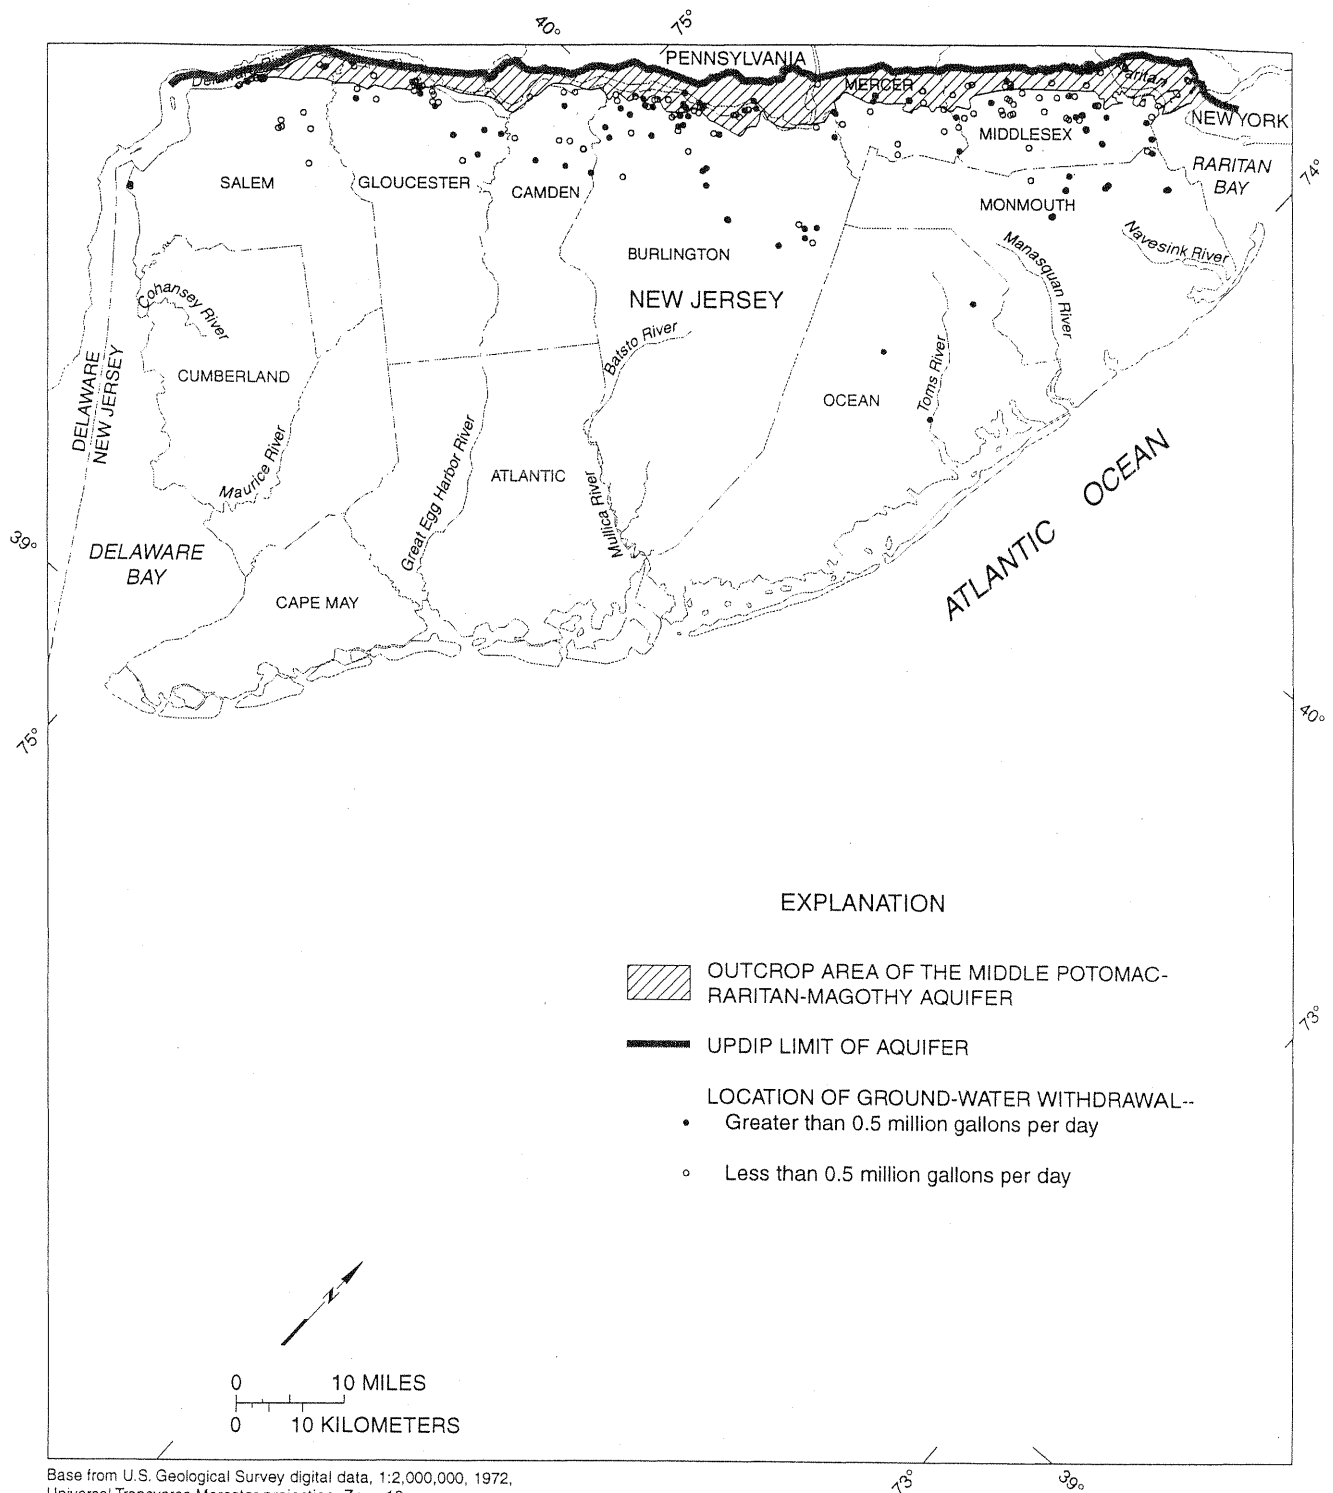 40°
75°
PENNSYLVANIA
Delaware
MERCER
Raritan
NEW YORK
MIDDLESEX
RARITAN
BAY
74°
SALEM
GLOUCESTER
CAMDEN
MONMOUTH
BURLINGTON
Manasquan River
Navesink River
NEW JERSEY
Cohansey River
Batsto River
DELAWARE
NEW JERSEY
CUMBERLAND
Toms River
OCEAN
Maurice River
Great Egg Harbor River
ATLANTIC
Mullica River
ATLANTIC OCEAN
39°
DELAWARE
BAY
CAPE MAY
75°
40°
EXPLANATION
OUTCROP AREA OF THE MIDDLE POTOMAC-
RARITAN-MAGOTHY AQUIFER
73°
UPDIP LIMIT OF AQUIFER
LOCATION OF GROUND-WATER WITHDRAWAL--
Greater than 0.5 million gallons per day
Less than 0.5 million gallons per day
N
0 10 MILES
0 10 KILOMETERS
Base from U.S. Geological Survey digital data, 1:2,000,000, 1972,
73°
39°